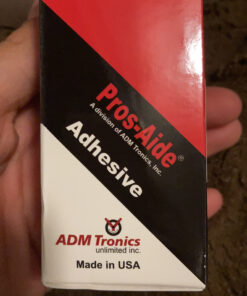 Pros-Aide®
A division of ADM Tronics, Inc.
Adhesive
ADM Tronics
unlimited inc.
Made in USA